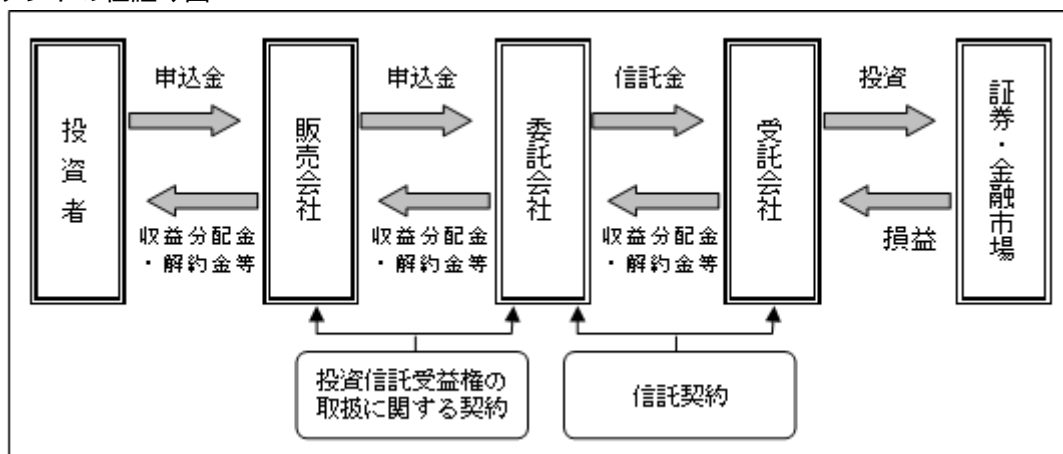 申込金
申込金
信託金
投資
投資者
販売会社
委託会社
受託会社
証券・金融市場
収益分配金
・解約金等
収益分配金
・解約金等
収益分配金
・解約金等
損益
投資信託受益権の
取扱に関する契約
信託契約